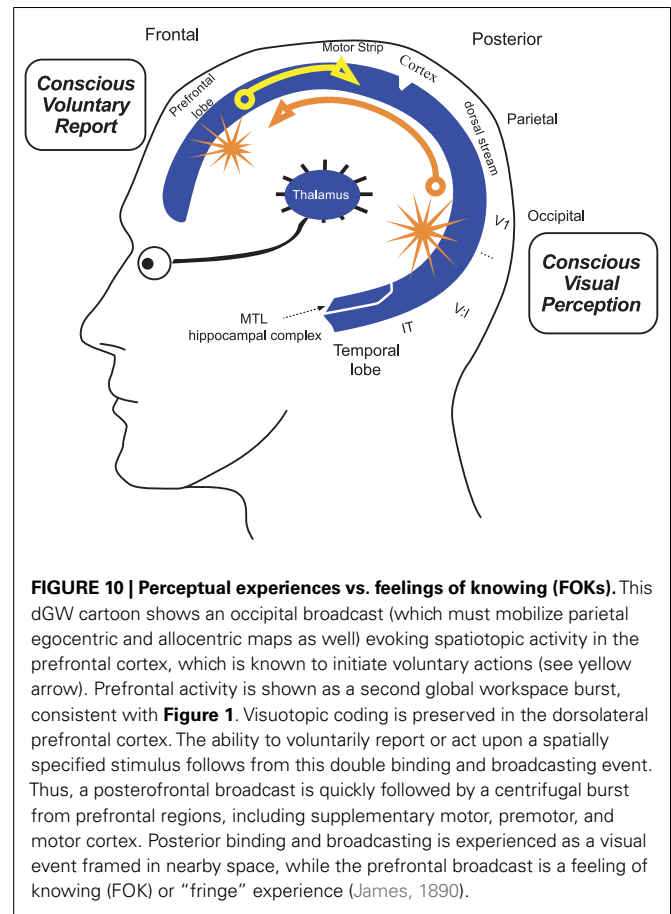 Frontal
Posterior
Motor Strip
Cortex
Conscious
Voluntary
Report
Prefrontal
lobe
dorsal stream
Parietal
Thalamus
V1
Occipital
....
Conscious
Visual
Perception
V:I
MTL
hippocampal complex
IT
Temporal
lobe
FIGURE 10 | Perceptual experiences vs. feelings of knowing (FOKs). This
dGW cartoon shows an occipital broadcast (which must mobilize parietal
egocentric and allocentric maps as well) evoking spatiotopic activity in the
prefrontal cortex, which is known to initiate voluntary actions (see yellow
arrow). Prefrontal activity is shown as a second global workspace burst,
consistent with Figure 1. Visuotopic coding is preserved in the dorsolateral
prefrontal cortex. The ability to voluntarily report or act upon a spatially
specified stimulus follows from this double binding and broadcasting event.
Thus, a posterofrontal broadcast is quickly followed by a centrifugal burst
from prefrontal regions, including supplementary motor, premotor, and
motor cortex. Posterior binding and broadcasting is experienced as a visual
event framed in nearby space, while the prefrontal broadcast is a feeling of
knowing (FOK) or “fringe” experience (James, 1890).